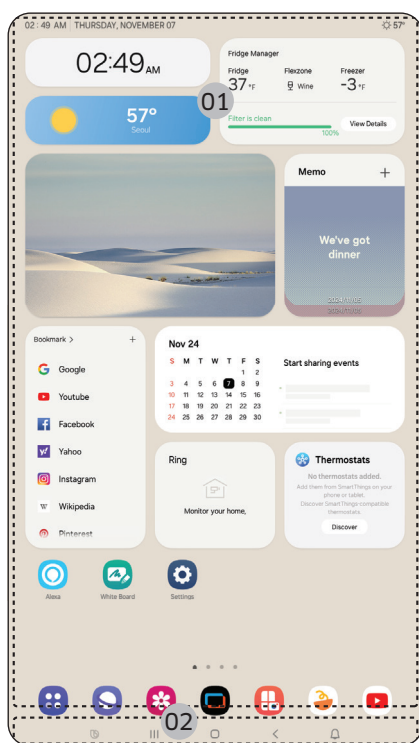 02 : 49 AM | THURSDAY, NOVEMBER 07
57°
02:49 AM
Fridge Manager
Fridge Flexzone Freezer
37 °F Wine -3 °F
Filter is clean
100%
View Details
01
57°
Seoul
Memo +
We've got
dinner
2024/11/05
Bookmark > +
Google
Youtube
Facebook
Yahoo
Instagram
W Wikipedia
Pinterest
Nov 24
S M T W T F S
1 2
3 4 5 6 7 8 9
10 11 12 13 14 15 16
17 18 19 20 21 22 23
24 25 26 27 28 29 30
Start sharing events
Ring
Monitor your home,
Thermostats
No thermostats added.
Add them from SmartThings on your
phone or tablet.
Discover SmartThings compatible
thermostats.
Discover
Alexa
White Board
Settings
02